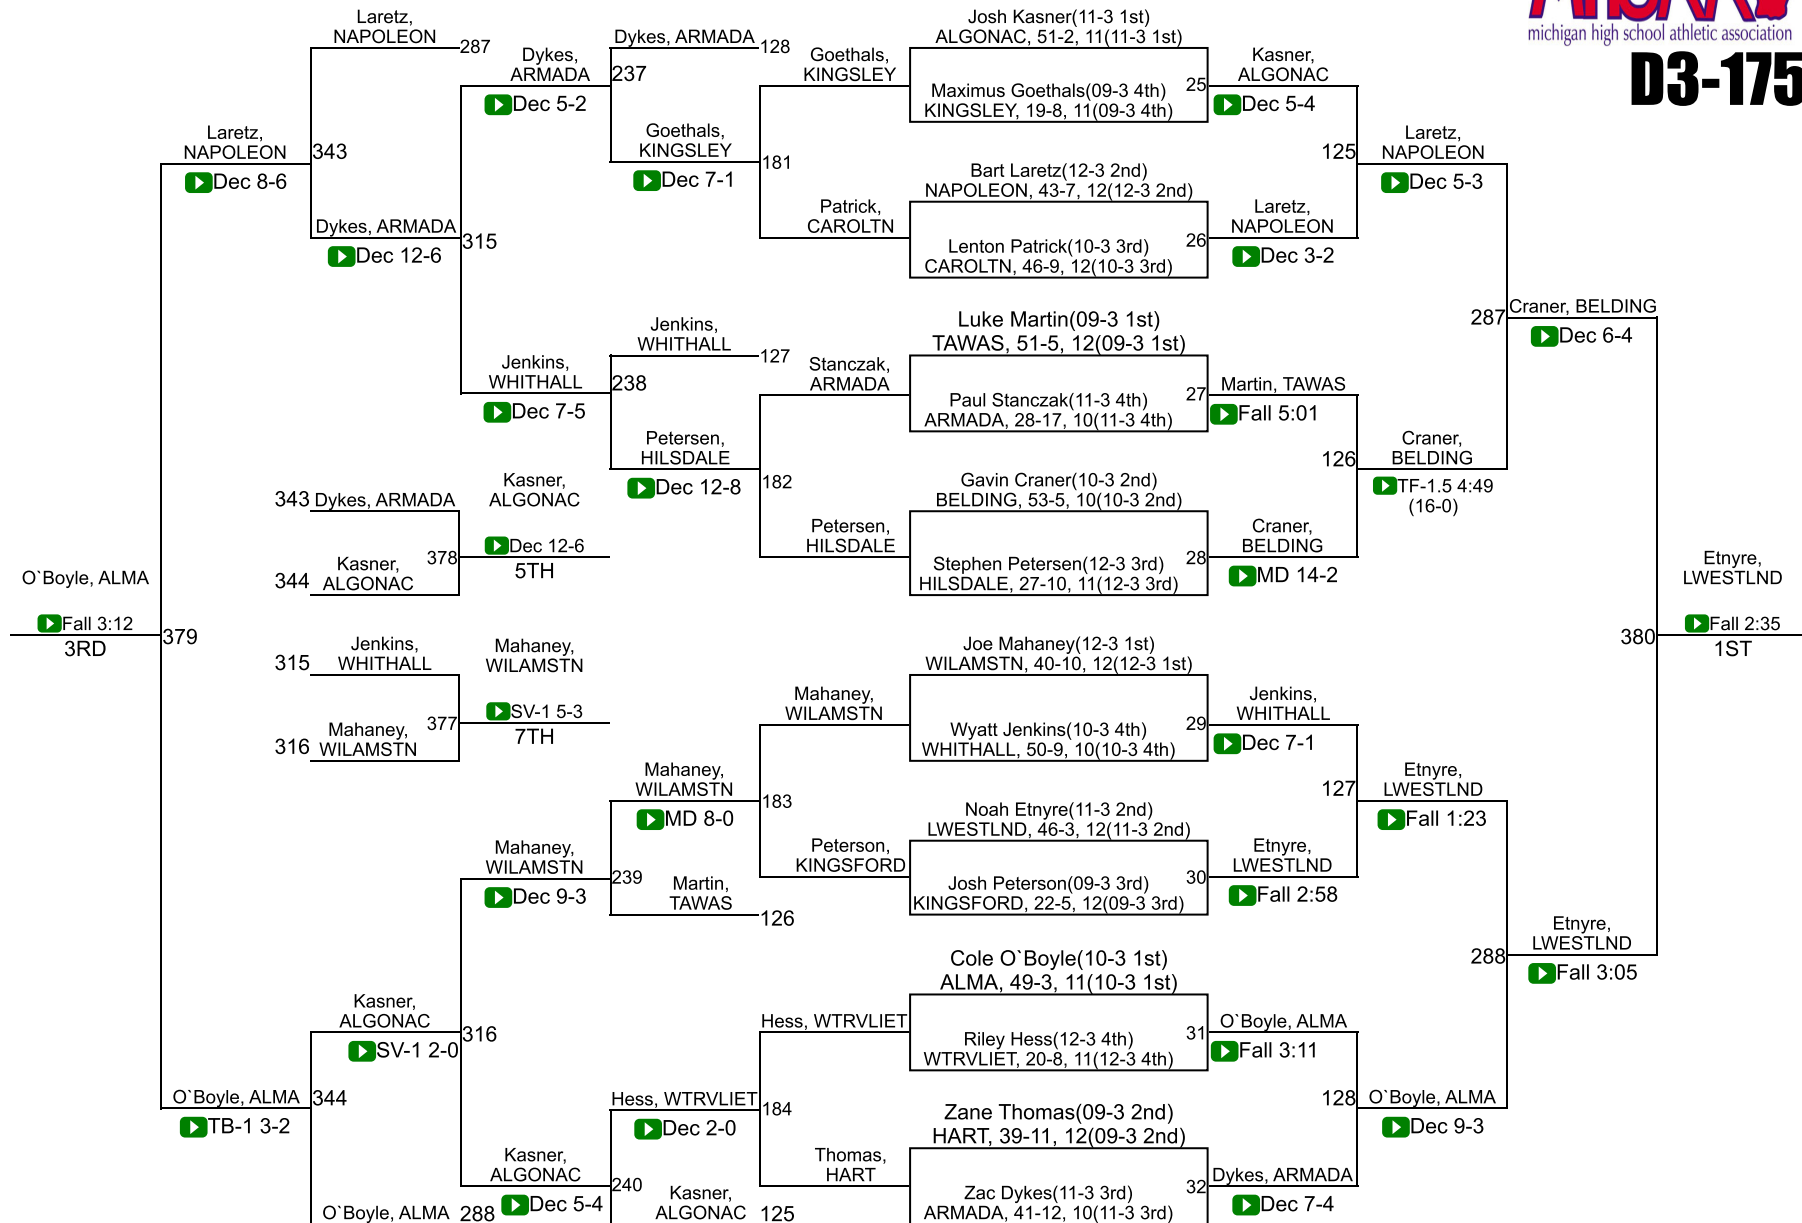 michigan high school athletic association
D3-175
Laretz,
NAPOLEON
287
Dykes,
ARMADA
Dec 5-2
237
Dykes, ARMADA
128
Goethals,
KINGSLEY
Dec 7-1
181
Laretz,
NAPOLEON
Dec 8-6
343
Dykes, ARMADA
Dec 12-6
315
Goethals,
KINGSLEY
Patrick,
CAROLTN
Josh Kasner(11-3 1st)
ALGONAC, 51-2, 11(11-3 1st)
Maximus Goethals(09-3 4th)
KINGSLEY, 19-8, 11(09-3 4th)
25
Kasner,
ALGONAC
Dec 5-4
Bart Laretz(12-3 2nd)
NAPOLEON, 43-7, 12(12-3 2nd)
Lenton Patrick(10-3 3rd)
CAROLTN, 46-9, 12(10-3 3rd)
26
Laretz,
NAPOLEON
Dec 3-2
125
Laretz,
NAPOLEON
Dec 5-3
287
Craner, BELDING
Dec 6-4
Jenkins,
WHITHALL
127
Jenkins,
WHITHALL
Dec 7-5
238
Petersen,
HILSDALE
Dec 12-8
182
Stanczak,
ARMADA
Petersen,
HILSDALE
Luke Martin(09-3 1st)
TAWAS, 51-5, 12(09-3 1st)
Paul Stanczak(11-3 4th)
ARMADA, 28-17, 10(11-3 4th)
27
Martin, TAWAS
Fall 5:01
Gavin Craner(10-3 2nd)
BELDING, 53-5, 10(10-3 2nd)
Stephen Petersen(12-3 3rd)
HILSDALE, 27-10, 11(12-3 3rd)
28
Craner,
BELDING
MD 14-2
126
Craner,
BELDING
TF-1.5 4:49
(16-0)
343 Dykes, ARMADA
344
Kasner,
ALGONAC
378
Kasner,
ALGONAC
Dec 12-6
5TH
O`Boyle, ALMA
Fall 3:12
3RD
379
315
Jenkins,
WHITHALL
316
Mahaney,
WILAMSTN
377
Mahaney,
WILAMSTN
SV-1 5-3
7TH
Etnyre,
LWESTLND
Fall 2:35
1ST
380
Mahaney,
WILAMSTN
Peterson,
KINGSFORD
Joe Mahaney(12-3 1st)
WILAMSTN, 40-10, 12(12-3 1st)
Wyatt Jenkins(10-3 4th)
WHITHALL, 50-9, 10(10-3 4th)
29
Jenkins,
WHITHALL
Dec 7-1
Noah Etnyre(11-3 2nd)
LWESTLND, 46-3, 12(11-3 2nd)
Josh Peterson(09-3 3rd)
KINGSFORD, 22-5, 12(09-3 3rd)
30
Etnyre,
LWESTLND
Fall 2:58
127
Etnyre,
LWESTLND
Fall 1:23
Mahaney,
WILAMSTN
MD 8-0
183
Mahaney,
WILAMSTN
Dec 9-3
239
Martin,
TAWAS
126
288
Etnyre,
LWESTLND
Fall 3:05
Kasner,
ALGONAC
SV-1 2-0
316
O`Boyle, ALMA
TB-1 3-2
344
Hess, WTRVLIET
Thomas,
HART
Cole O`Boyle(10-3 1st)
ALMA, 49-3, 11(10-3 1st)
Riley Hess(12-3 4th)
WTRVLIET, 20-8, 11(12-3 4th)
31
O`Boyle, ALMA
Fall 3:11
Hess, WTRVLIET
Dec 2-0
184
Zane Thomas(09-3 2nd)
HART, 39-11, 12(09-3 2nd)
Zac Dykes(11-3 3rd)
ARMADA, 41-12, 10(11-3 3rd)
32
Dykes, ARMADA
Dec 7-4
128
O`Boyle, ALMA
Dec 9-3
Kasner,
ALGONAC
Dec 5-4
240
Kasner,
ALGONAC
125
O`Boyle, ALMA
288